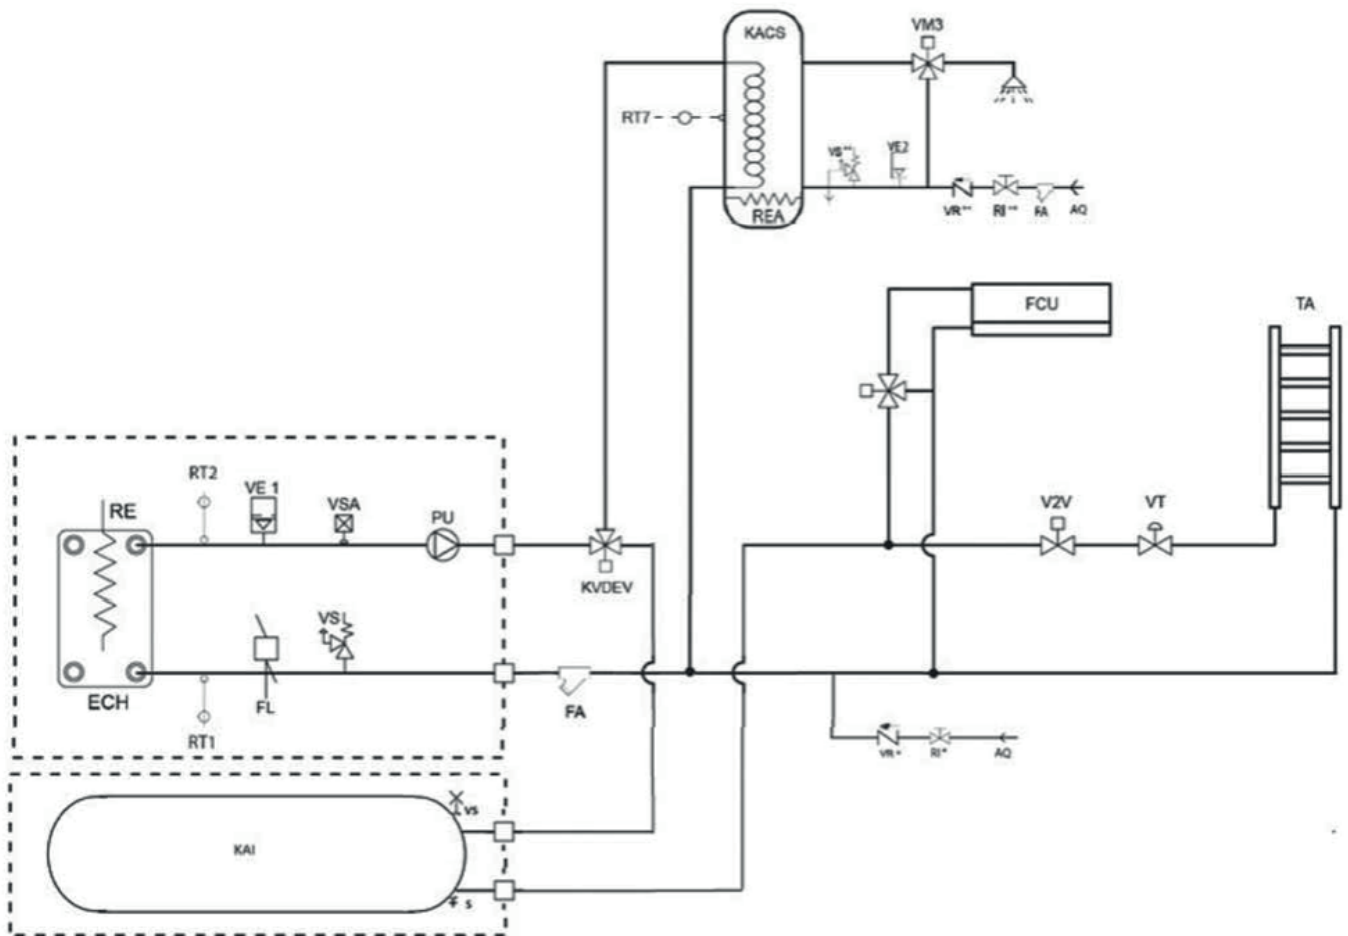 KACS
VM3
RT7
VS**
VE2
REA
VR**
RI**
FA
AQ
FCU
TA
RT2
VE 1
VSA
RE
PU
V2V
VT
KVDEV
VSI
ECH
FL
FA
RT1
VR*
RI*
AQ
VS
KAI
S